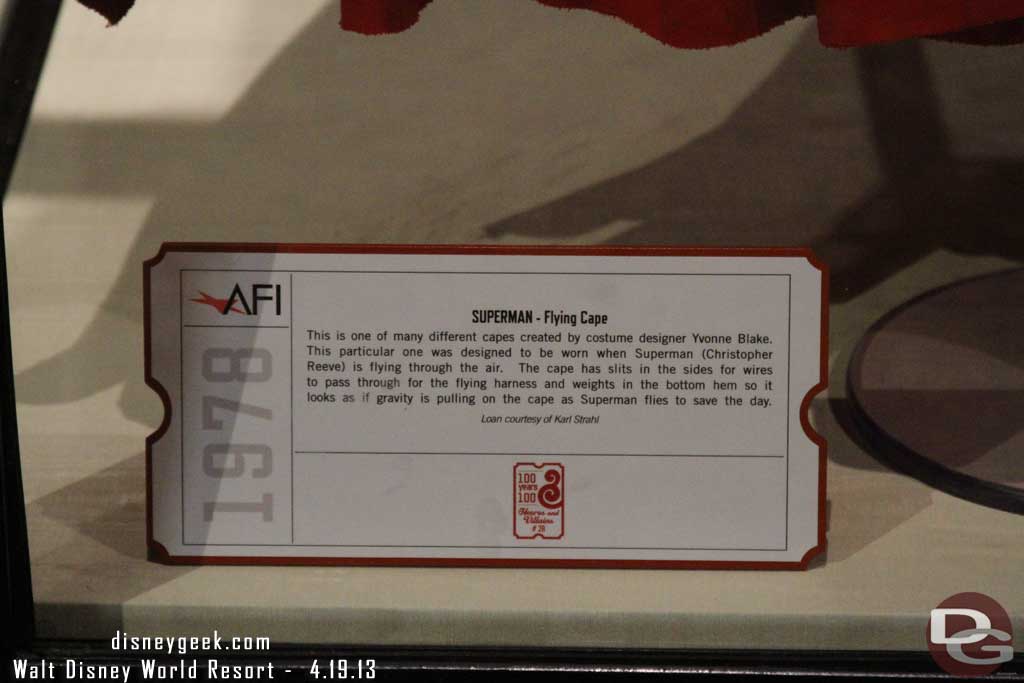 AFI
1978
SUPERMAN - Flying Cape
This is one of many different capes created by costume designer Yvonne Blake.
This particular one was designed to be worn when Superman (Christopher
Reeve) is flying through the air. The cape has slits in the sides for wires
to pass through for the flying harness and weights in the bottom hem so it
looks as if gravity is pulling on the cape as Superman flies to save the day.
Loan courtesy of Karl Strahl
100
years
100
Heroes and
Villains
# 26
disneygeek.com
Walt Disney World Resort - 4.19.13
DG